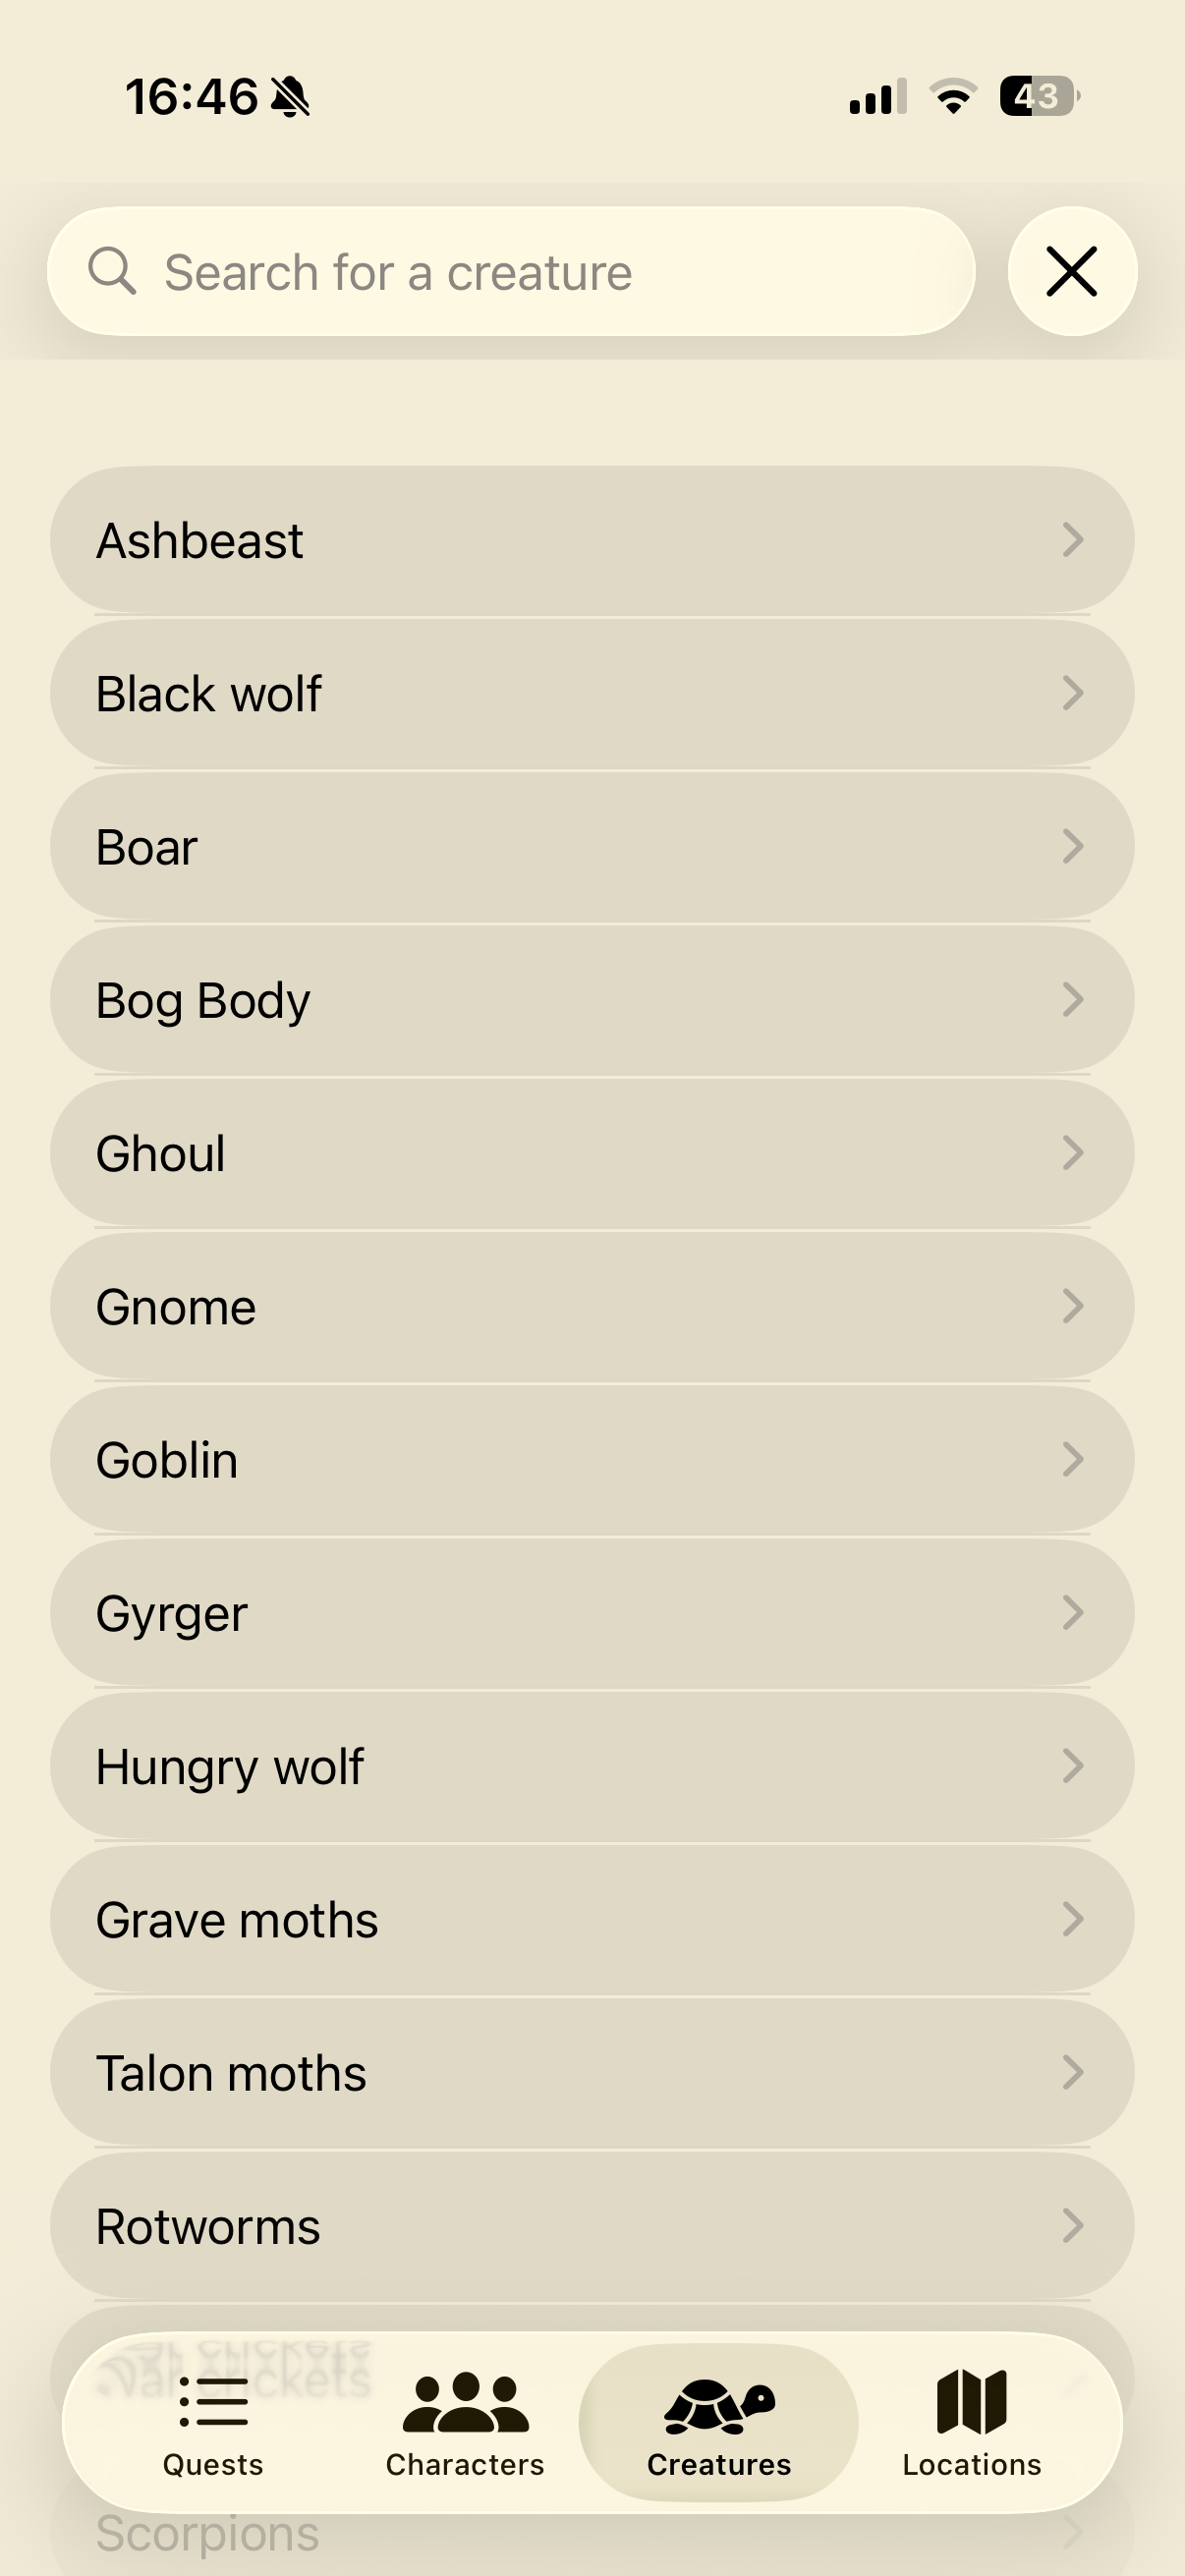 16:46
43
Search for a creature
Ashbeast
Black wolf
Boar
Bog Body
Ghoul
Gnome
Goblin
Gyrger
Hungry wolf
Grave moths
Talon moths
Rotworms
crickets
Quests
Characters
Creatures
Locations
Scorpions